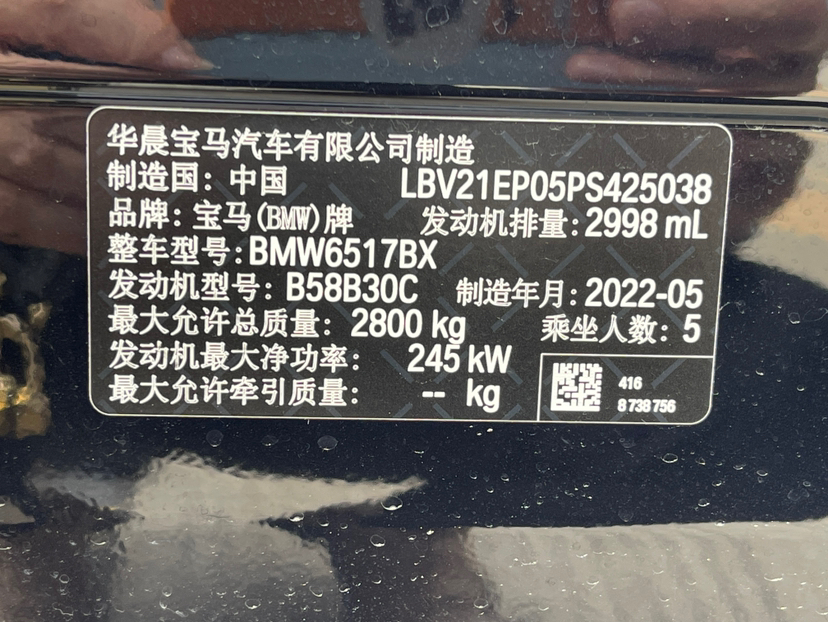 华晨宝马汽车有限公司制造
制造国：中国 LBV21EP05PS425038
品牌：宝马(BMW)牌 发动机排量：2998 mL
整车型号：BMW6517BX
发动机型号：B58B30C 制造年月：2022-05
最大允许总质量：2800 kg 乘坐人数：5
发动机最大净功率：245 kW
最大允许牵引质量：-- kg
416
8 738 756